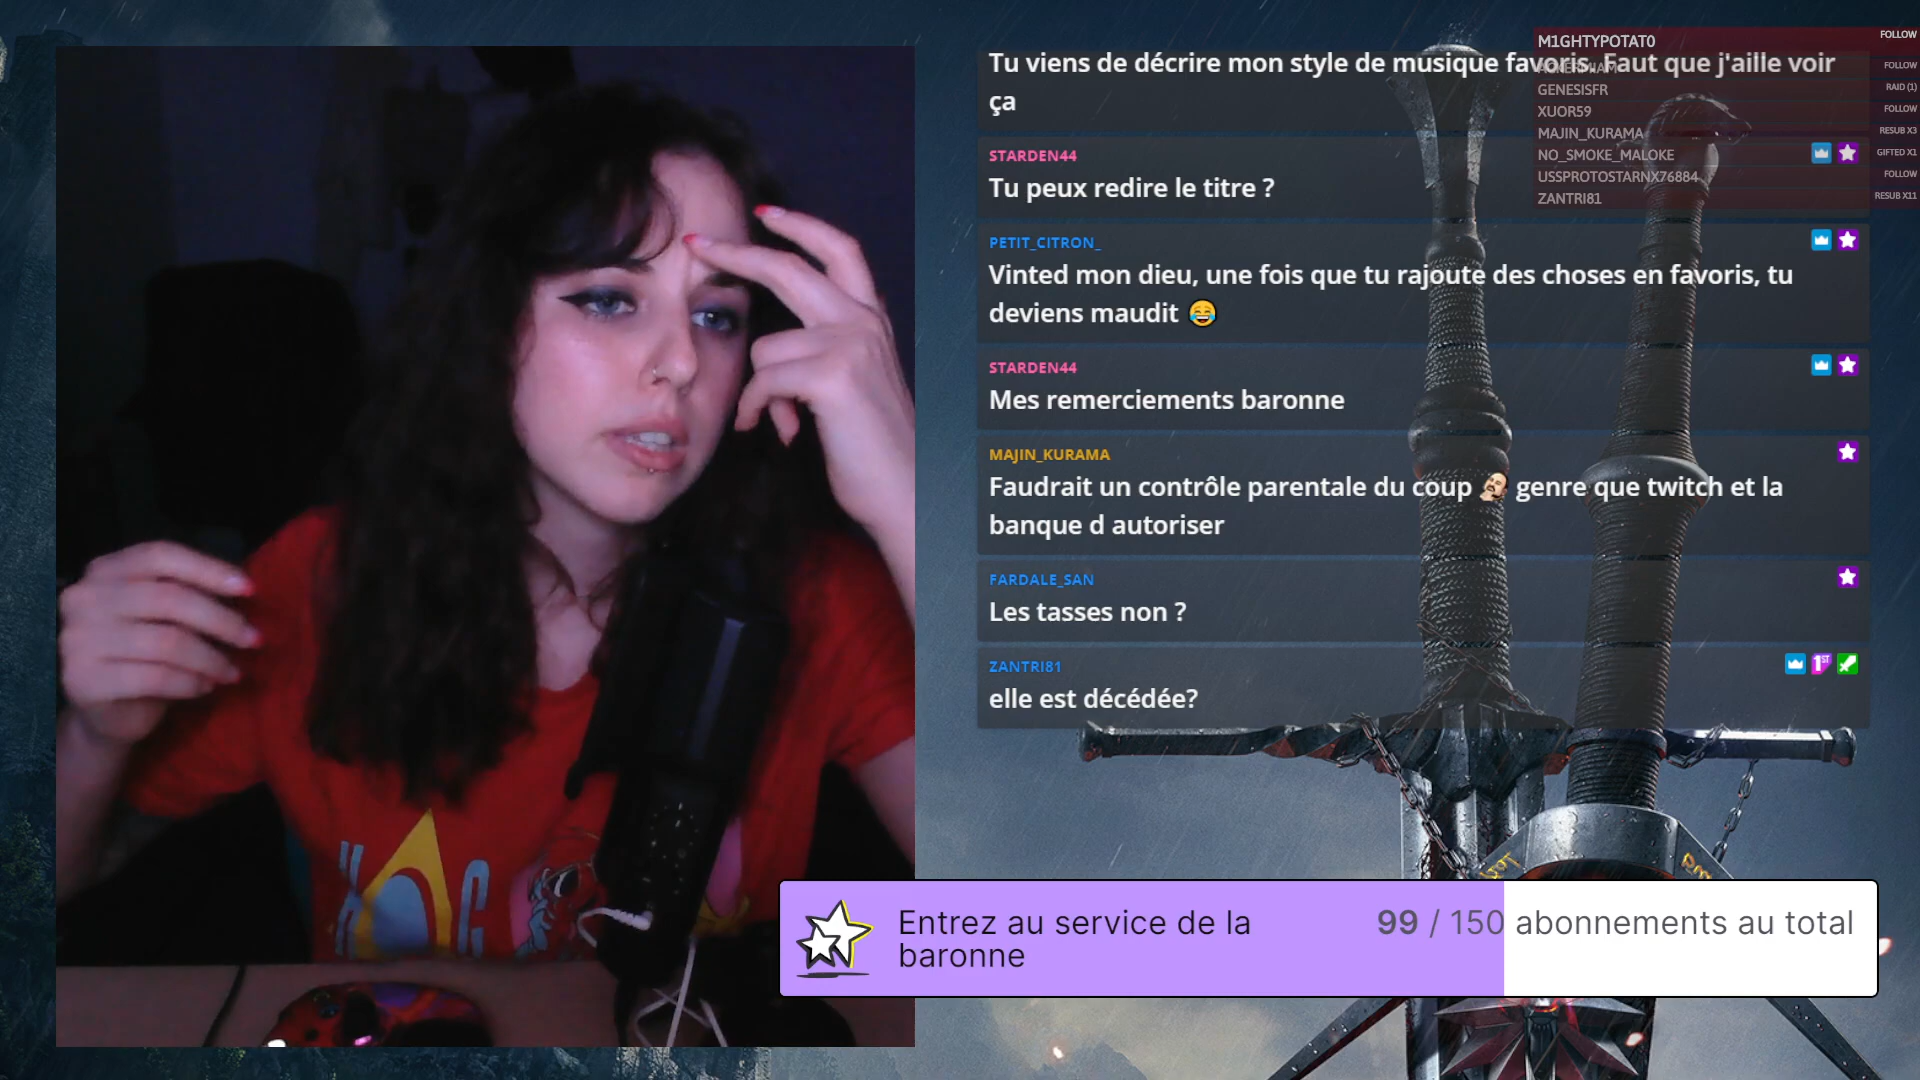 Tu viens de décrire mon style de musique favoris. Faut que j'aille voir
ça
STARDEN44
Tu peux redire le titre ?
PETIT_CITRON_
Vinted mon dieu, une fois que tu rajoute des choses en favoris, tu
deviens maudit 😂
STARDEN44
Mes remerciements baronne
MAJIN_KURAMA
Faudrait un contrôle parentale du coup genre que twitch et la
banque d autoriser
FARDALE_SAN
Les tasses non ?
ZANTRI81
1ST
elle est décédée?
M1GHTYPOTAT0 FOLLOW
FOLLOW
GENESISFR RAID (1)
XUOR59 FOLLOW
MAJIN_KURAMA RESUB X3
NO_SMOKE_MALOKE GIFTED X1
USSPROTOSTARNX76884 FOLLOW
ZANTRI81 RESUB X11
Entrez au service de la
baronne
99 / 150 abonnements au total